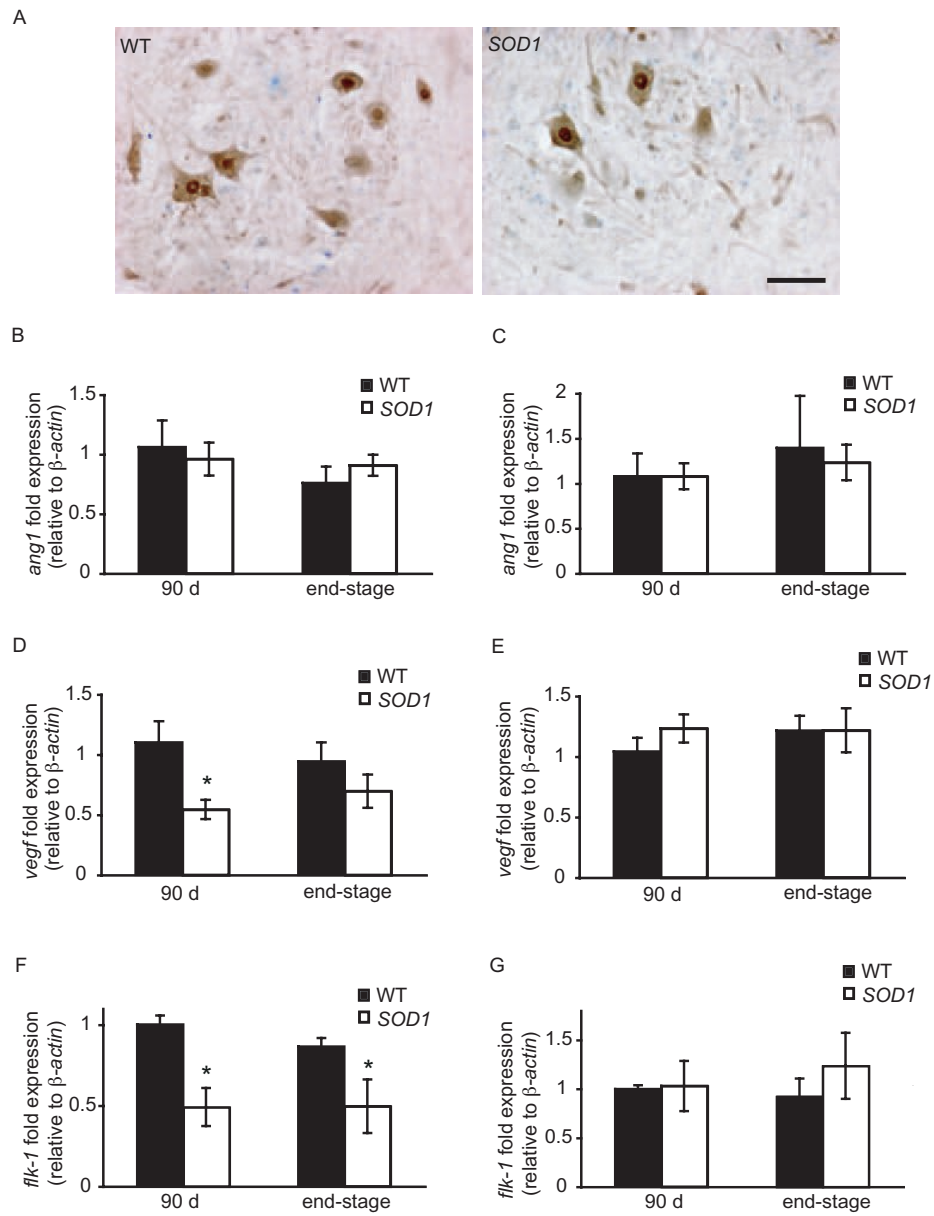 A
WT
SOD1
B
ang1 fold expression
(relative to β-actin)
1.5
1
0.5
0
WT
SOD1
90 d
end-stage
C
ang1 fold expression
(relative to β-actin)
2
1.5
1
0.5
0
WT
SOD1
90 d
end-stage
D
vegf fold expression
(relative to β-actin)
1.5
1
0.5
0
WT
SOD1
*
90 d
end-stage
E
vegf fold expression
(relative to β-actin)
1.5
1
0.5
0
WT
SOD1
90 d
end-stage
F
flk-1 fold expression
(relative to β-actin)
1
0.5
0
WT
SOD1
*
*
90 d
end-stage
G
flk-1 fold expression
(relative to β-actin)
1.5
1
0.5
0
WT
SOD1
90 d
end-stage